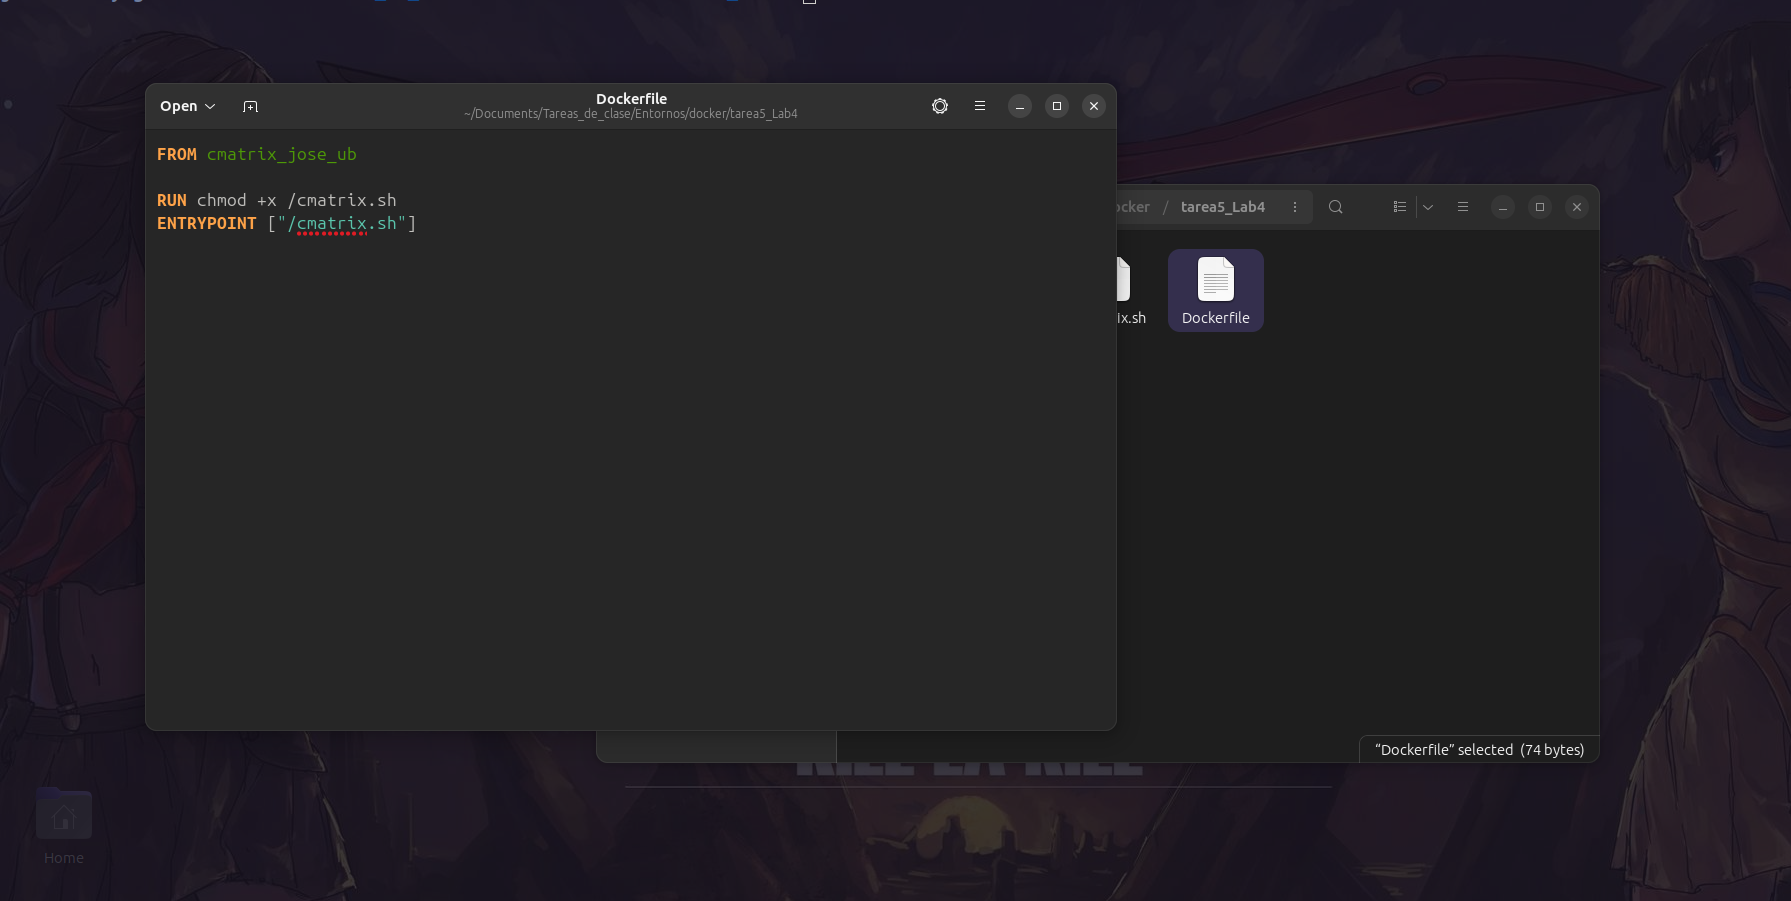 Open
Dockerfile
~/Documents/Tareas_de_clase/Entornos/docker/tarea5_Lab4
FROM cmatrix_jose_ub
RUN chmod +x /cmatrix.sh
ENTRYPOINT ["/cmatrix.sh"]
ocker / tarea5_Lab4
ix.sh
Dockerfile
“Dockerfile” selected (74 bytes)
Home